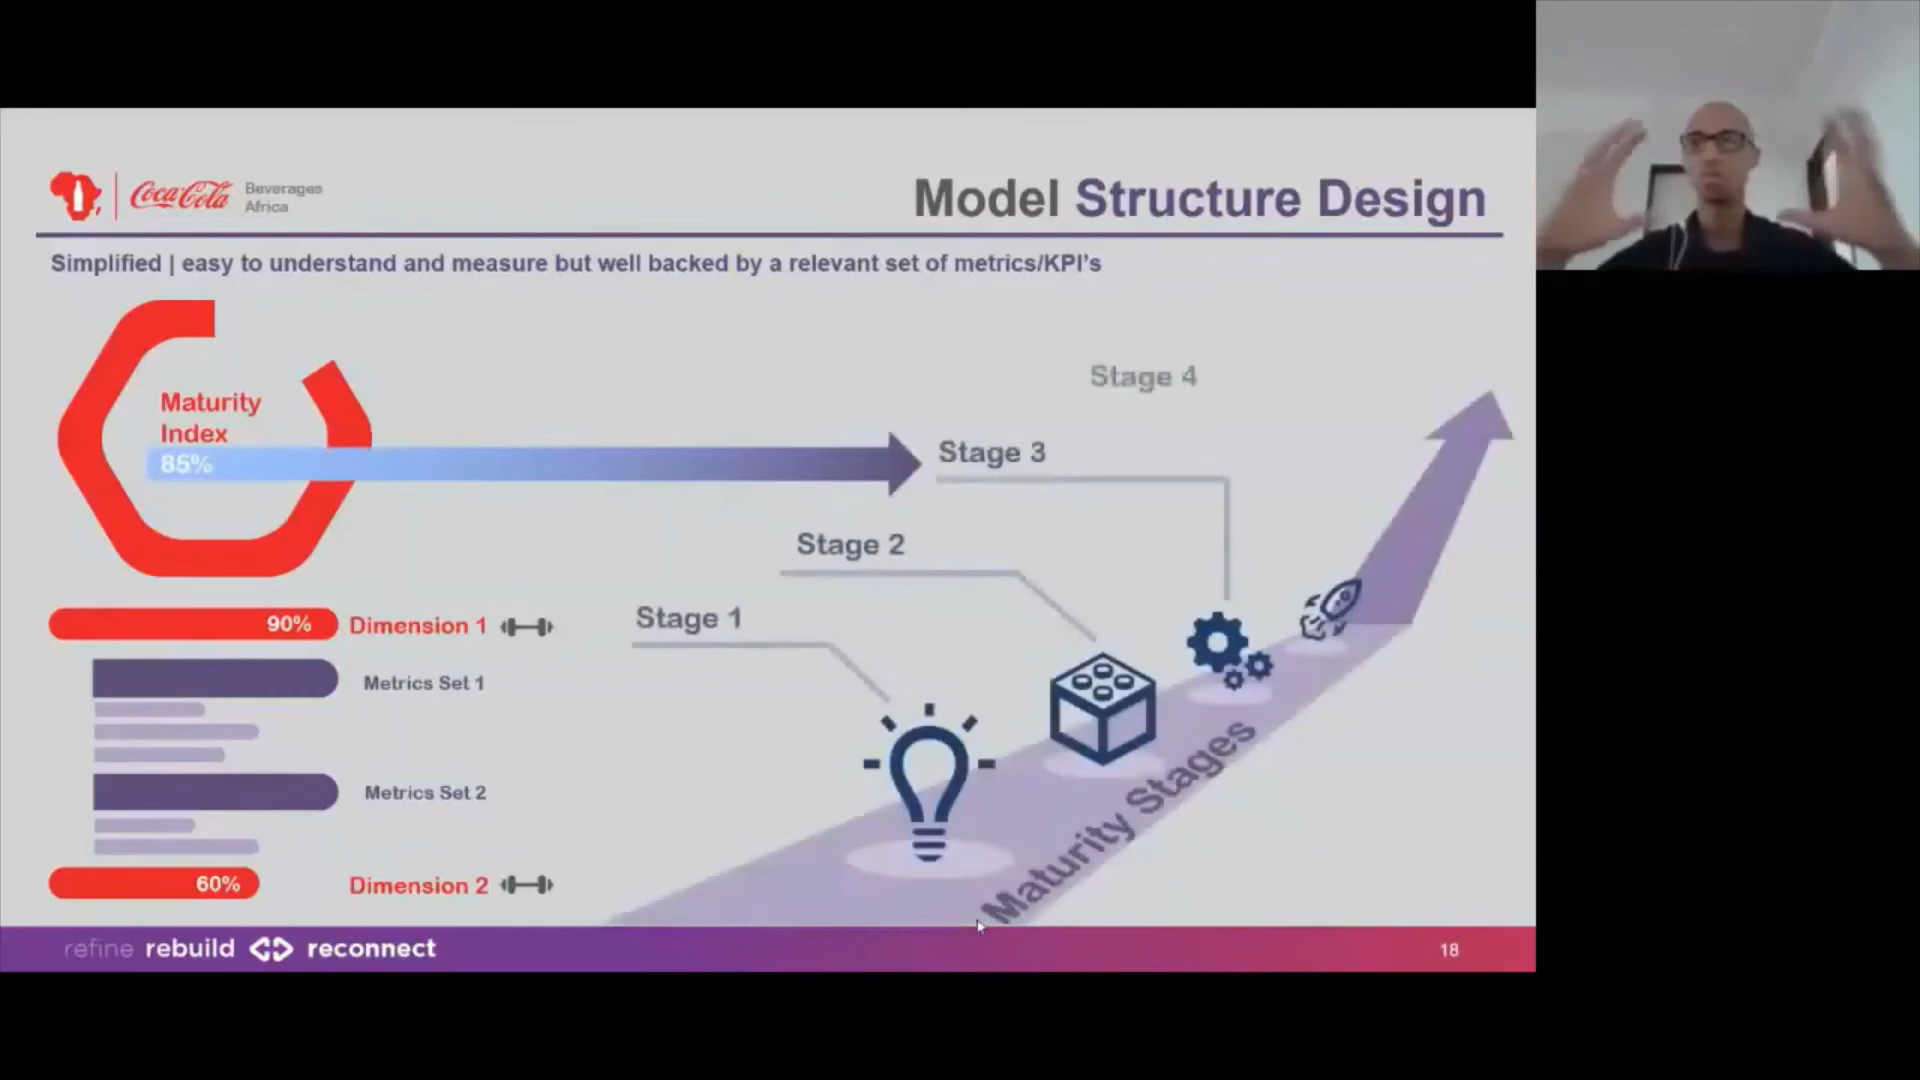 Coca-Cola
Beverages
Africa
Model Structure Design
Simplified | easy to understand and measure but well backed by a relevant set of metrics/KPI's
Maturity
Index
85%
Stage 4
Stage 3
Stage 2
Stage 1
90%
Dimension 1
Metrics Set 1
Metrics Set 2
60%
Dimension 2
Maturity Stages
refine rebuild reconnect
18